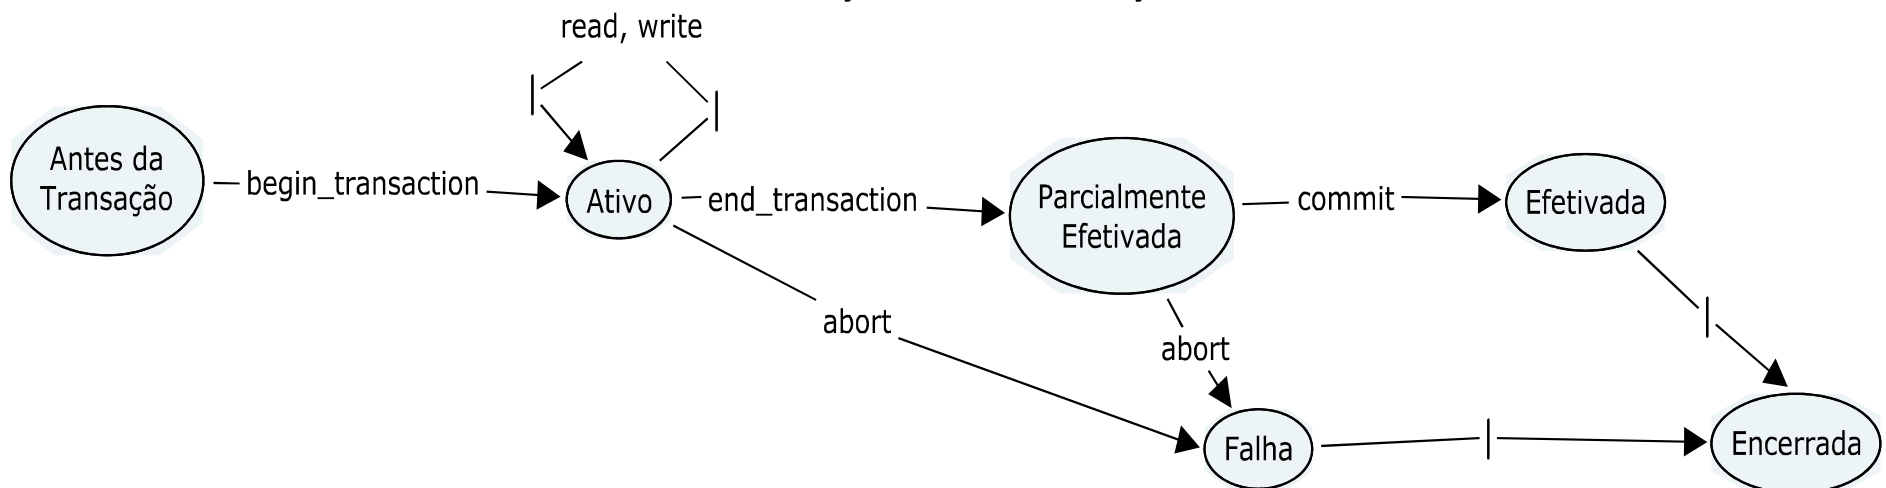 read, write
Antes da
Transação
begin_transaction
Ativo
end_transaction
Parcialmente
Efetivada
commit
Efetivada
abort
abort
Falha
Encerrada